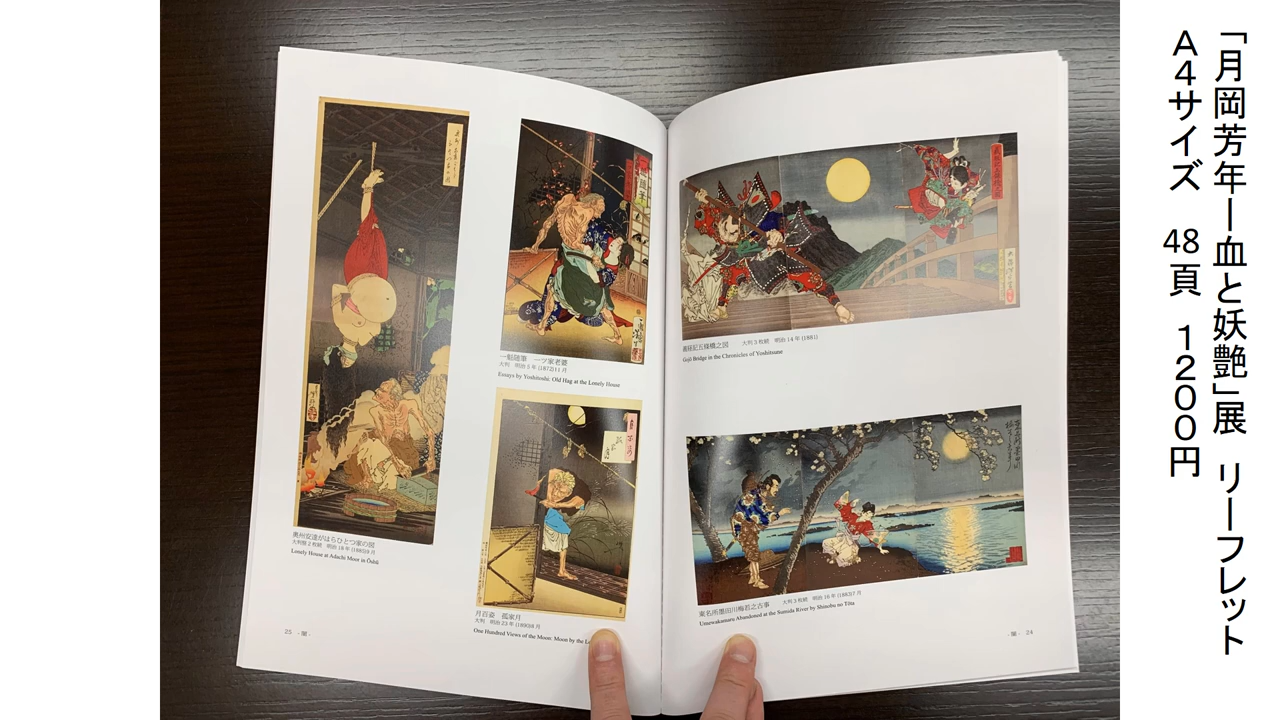 「月岡芳年ー血と妖艶」展　リーフレット
A4サイズ　48頁　1200円
義経記五條橋之図　大判3枚続　明治14年(1881)
Gojō Bridge in the Chronicles of Yoshitsune
東名所墨田川梅若之古事　大判3枚続　明治16年(1883)7月
Umewakamaru Abandoned at the Sumida River by Shinobu no Tōta
-闇- 24
一魁随筆　一ツ家老婆
大判　明治5年(1872)11月
Essays by Yoshitoshi: Old Hag at the Lonely House
月百姿　孤家月
大判　明治23年(1890)8月
One Hundred Views of the Moon: Moon by the
奥州安達がはらひとつ家の図
大判竪2枚続　明治18年(1885)9月
Lonely House at Adachi Moor in Ōshū
25 -闇-